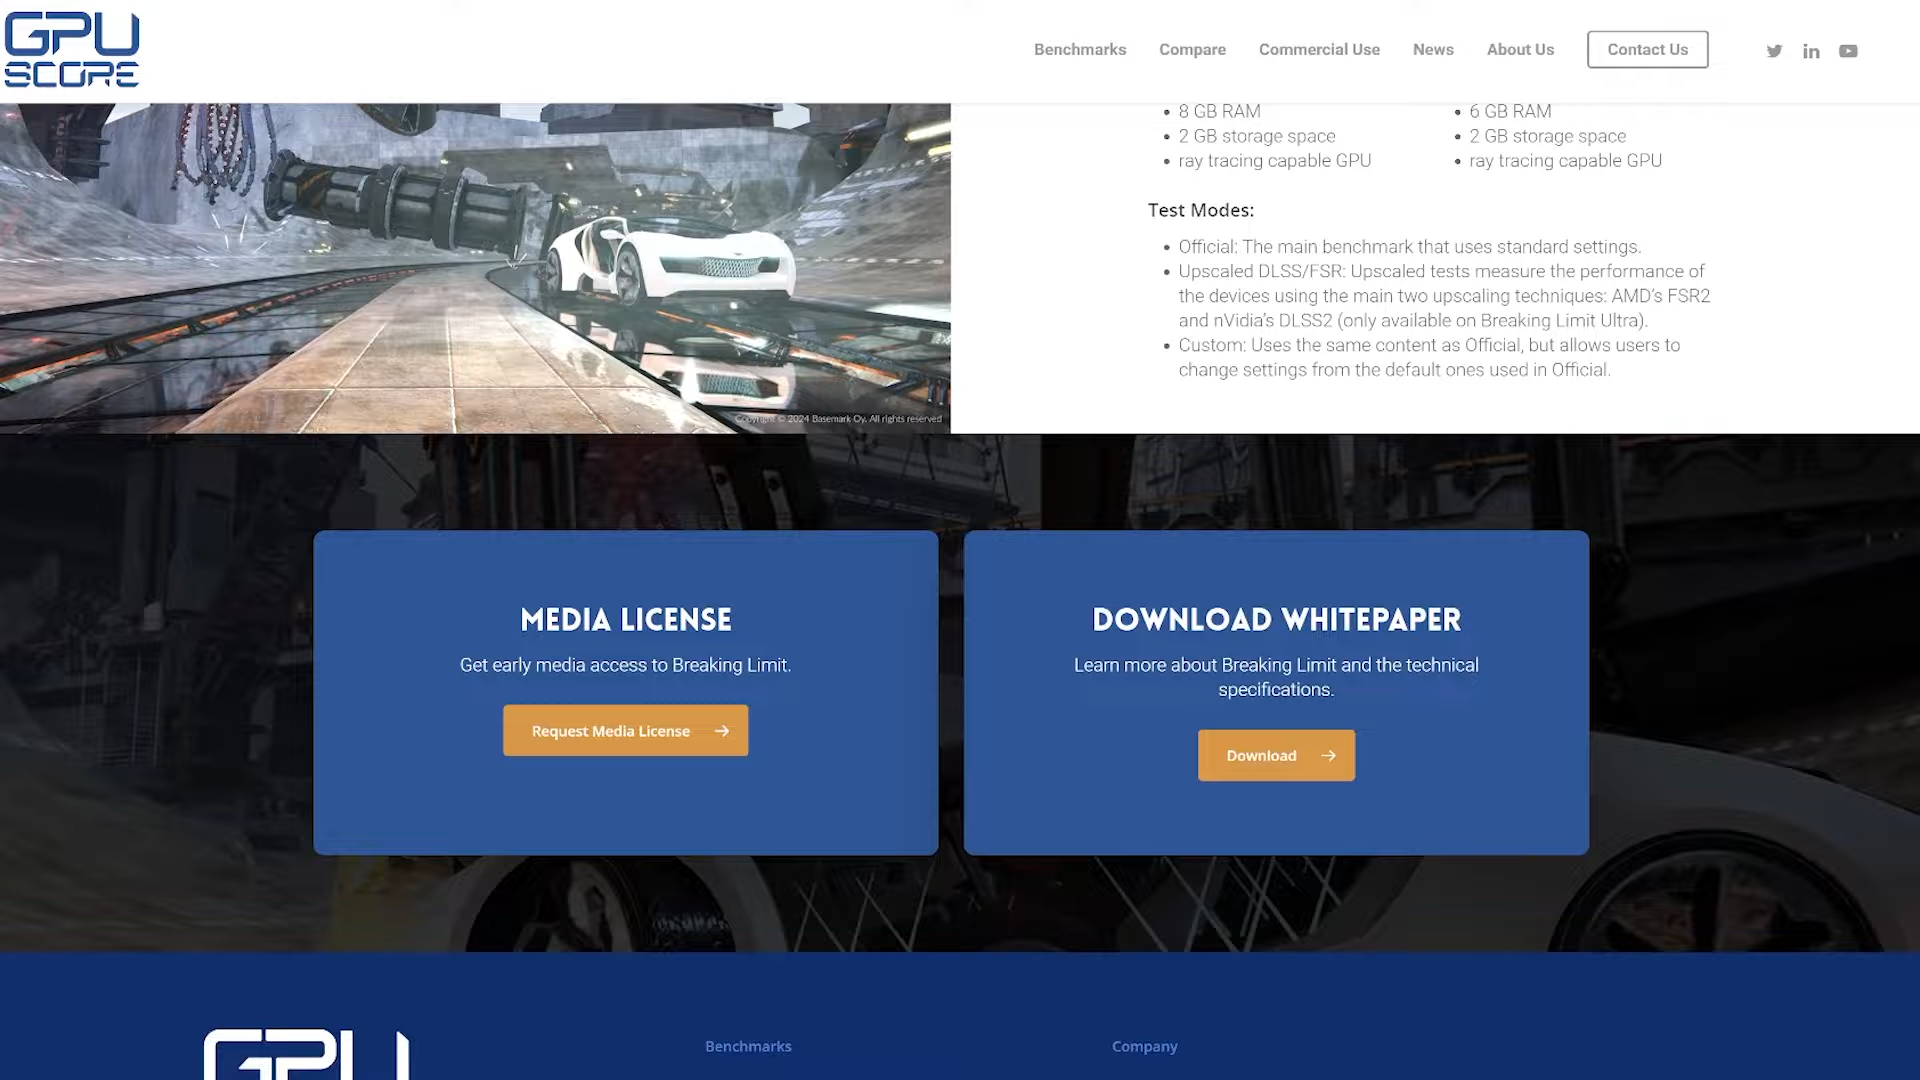 GPU
SCORE
Benchmarks
Compare
Commercial Use
News
About Us
Contact Us
8 GB RAM
2 GB storage space
ray tracing capable GPU
6 GB RAM
2 GB storage space
ray tracing capable GPU
Test Modes:
Official: The main benchmark that uses standard settings.
Upscaled DLSS/FSR: Upscaled tests measure the performance of
the devices using the main two upscaling techniques: AMD's FSR2
and nVidia's DLSS2 (only available on Breaking Limit Ultra).
Custom: Uses the same content as Official, but allows users to
change settings from the default ones used in Official.
Copyright © 2024 Basemark Oy. All rights reserved
MEDIA LICENSE
Get early media access to Breaking Limit.
Request Media License
DOWNLOAD WHITEPAPER
Learn more about Breaking Limit and the technical
specifications.
Download
GPU
Benchmarks
Company